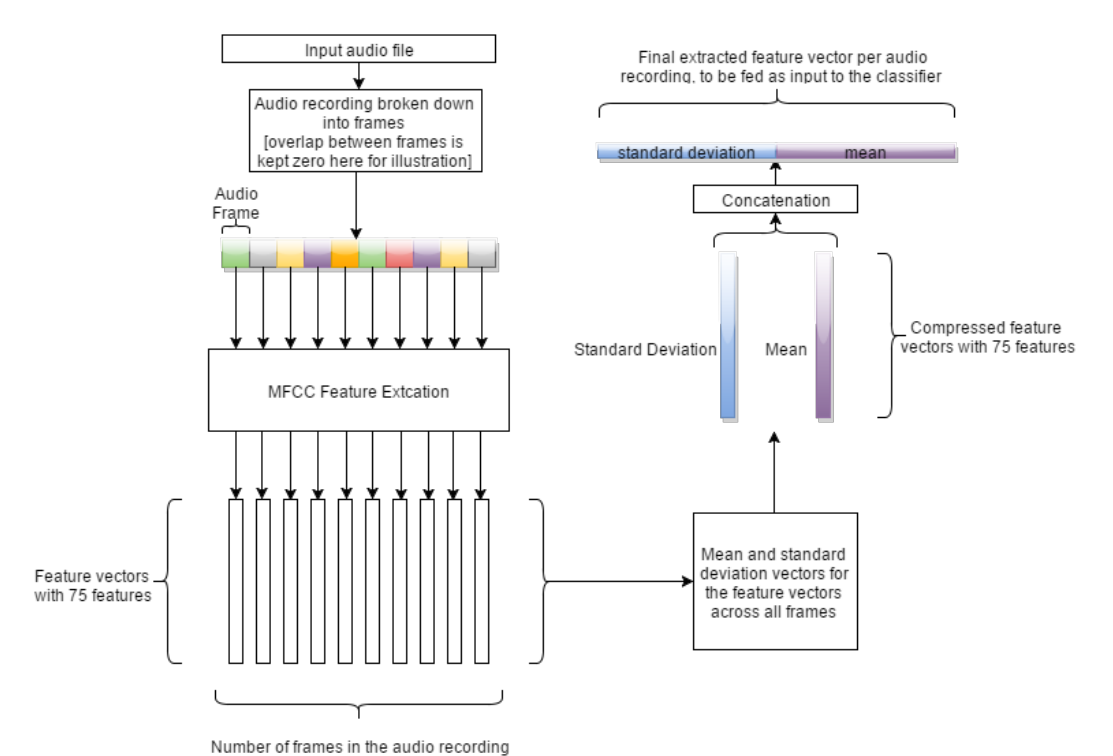 Input audio file
Audio recording broken down
into frames
[overlap between frames is
kept zero here for illustration]
Audio
Frame
MFCC Feature Extcation
Feature vectors
with 75 features
Number of frames in the audio recording
Mean and standard
deviation vectors for
the feature vectors
across all frames
Standard Deviation
Mean
Compressed feature
vectors with 75 features
Concatenation
standard deviation
mean
Final extracted feature vector per audio
recording, to be fed as input to the classifier